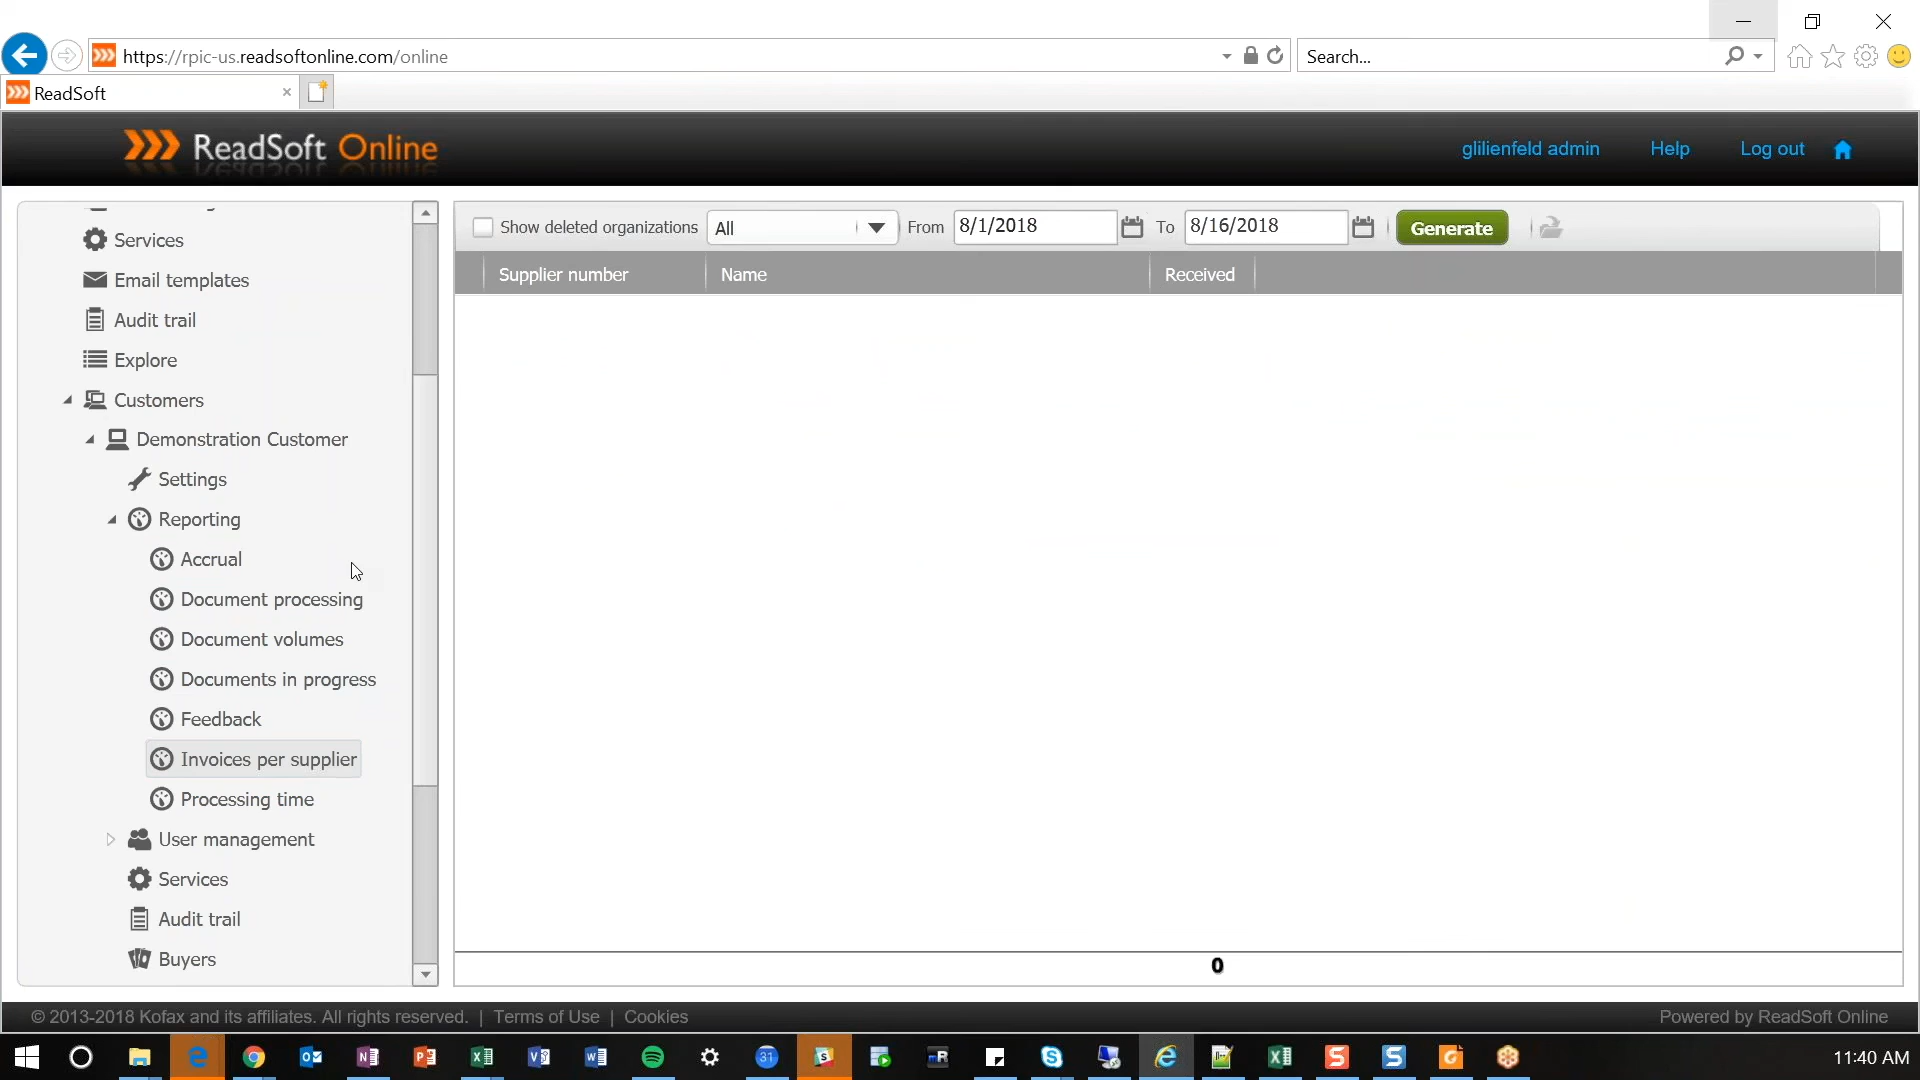 https://rpic-us.readsoftonline.com/online
Search...
ReadSoft
ReadSoft Online
glilienfeld admin
Help
Log out
Services
Email templates
Audit trail
Explore
Customers
Demonstration Customer
Settings
Reporting
Accrual
Document processing
Document volumes
Documents in progress
Feedback
Invoices per supplier
Processing time
User management
Services
Audit trail
Buyers
Show deleted organizations
All
From
8/1/2018
To
8/16/2018
Generate
Supplier number
Name
Received
0
© 2013-2018 Kofax and its affiliates. All rights reserved. | Terms of Use | Cookies
Powered by ReadSoft Online
31
11:40 AM